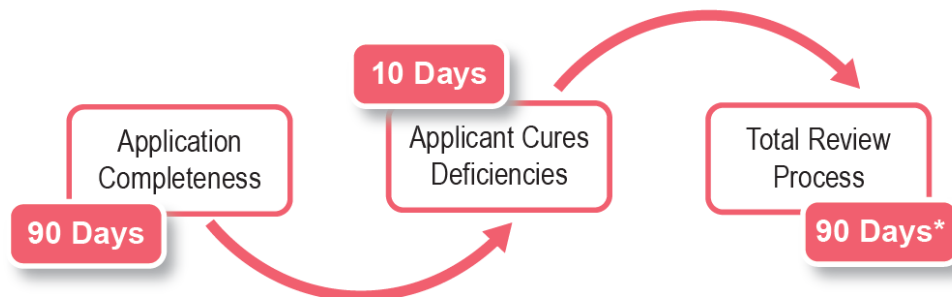 Application
Completeness
90 Days
10 Days
Applicant Cures
Deficiencies
Total Review
Process
90 Days*